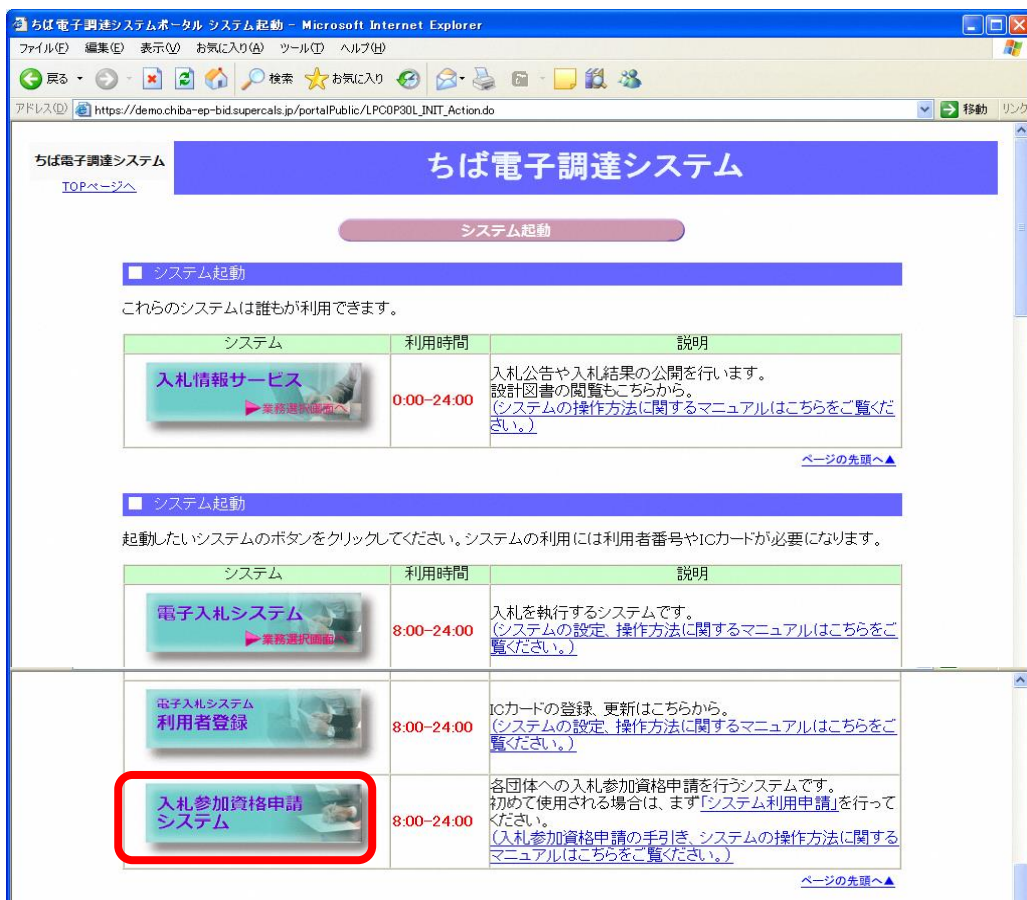 ちば電子調達システムポータル システム起動 - Microsoft Internet Explorer
ファイル(F) 編集(E) 表示(V) お気に入り(A) ツール(T) ヘルプ(H)
戻る 検索 お気に入り
アドレス(D) https://demo.chiba-ep-bid.supercals.jp/portalPublic/LPC0P30L_INIT_Action.do 移動 リンク
ちば電子調達システム
TOPページへ
ちば電子調達システム
システム起動
■ システム起動
これらのシステムは誰もが利用できます。
システム 利用時間 説明
入札情報サービス
▶業務選択画面へ
0:00-24:00
入札公告や入札結果の公開を行います。
設計図書の閲覧もこちらから。
(システムの操作方法に関するマニュアルはこちらをご覧くだ
さい。)
ページの先頭へ▲
■ システム起動
起動したいシステムのボタンをクリックしてください。システムの利用には利用者番号やICカードが必要になります。
システム 利用時間 説明
電子入札システム
▶業務選択画面へ
8:00-24:00
入札を執行するシステムです。
(システムの設定、操作方法に関するマニュアルはこちらをご
覧ください。)
電子入札システム
利用者登録
8:00-24:00
ICカードの登録、更新はこちらから。
(システムの設定、操作方法に関するマニュアルはこちらをご
覧ください。)
入札参加資格申請
システム
8:00-24:00
各団体への入札参加資格申請を行うシステムです。
初めて使用される場合は、まず「システム利用申請」を行って
ください。
(入札参加資格申請の手引き、システムの操作方法に関する
マニュアルはこちらをご覧ください。)
ページの先頭へ▲